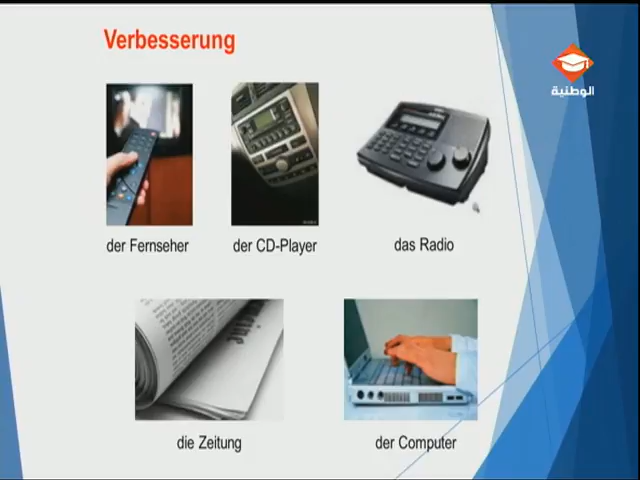 Verbesserung
الوطنية
der Fernseher
der CD-Player
das Radio
die Zeitung
der Computer